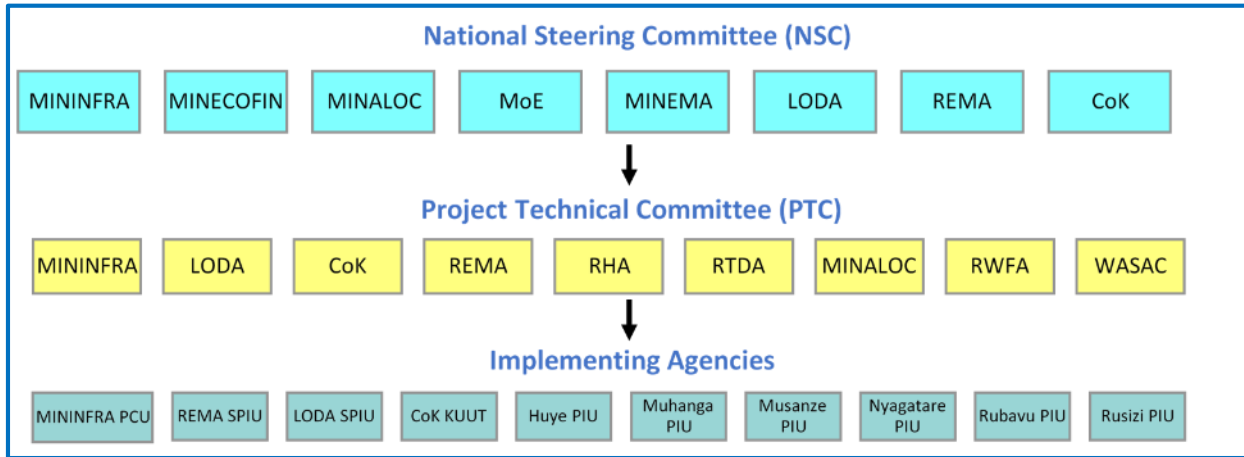 National Steering Committee (NSC)
MININFRA MINECOFIN MINALOC MoE MINEMA LODA REMA CoK
Project Technical Committee (PTC)
MININFRA LODA CoK REMA RHA RTDA MINALOC RWFA WASAC
Implementing Agencies
MININFRA PCU REMA SPIU LODA SPIU CoK KUUT Huye PIU Muhanga PIU Musanze PIU Nyagatare PIU Rubavu PIU Rusizi PIU